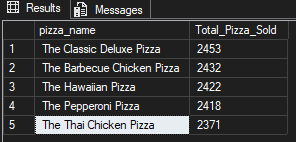 Results Messages
pizza_name Total_Pizza_Sold
1 The Classic Deluxe Pizza 2453
2 The Barbecue Chicken Pizza 2432
3 The Hawaiian Pizza 2422
4 The Pepperoni Pizza 2418
5 The Thai Chicken Pizza 2371